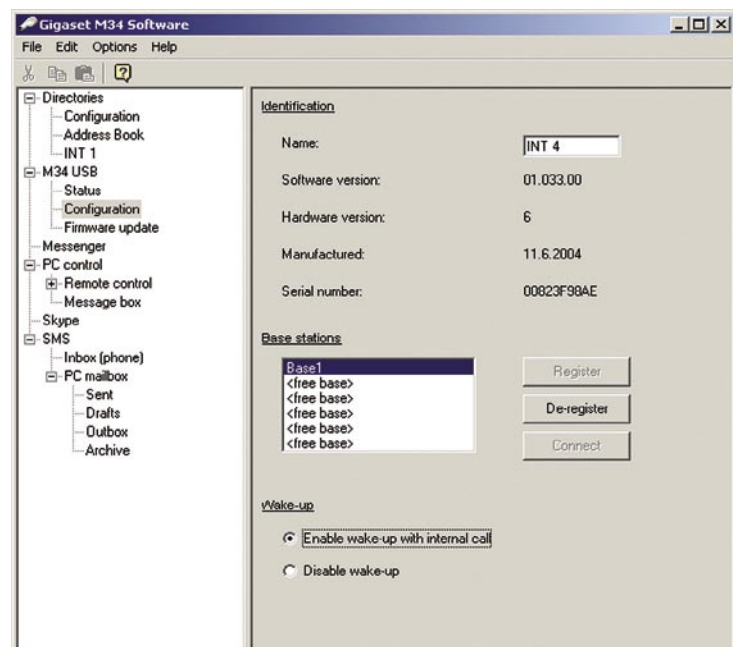 Gigaset M34 Software
File Edit Options Help
Directories
Configuration
Address Book
INT 1
M34 USB
Status
Configuration
Firmware update
Messenger
PC control
Remote control
Message box
Skype
SMS
Inbox (phone)
PC mailbox
Sent
Drafts
Outbox
Archive
Identification
Name: INT 4
Software version: 01.033.00
Hardware version: 6
Manufactured: 11.6.2004
Serial number: 00823F98AE
Base stations
Base1
<free base>
<free base>
<free base>
<free base>
<free base>
Register
De-register
Connect
Wake-up
Enable wake-up with internal call
Disable wake-up